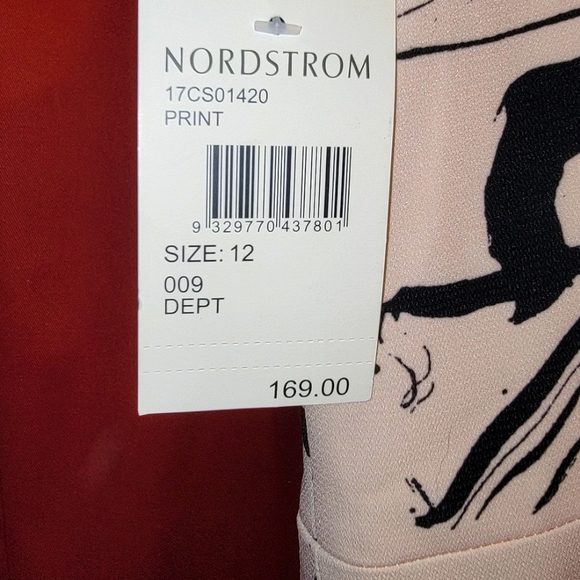 NORDSTROM
17CS01420
PRINT
9 329770 437801
SIZE: 12
009
DEPT
169.00